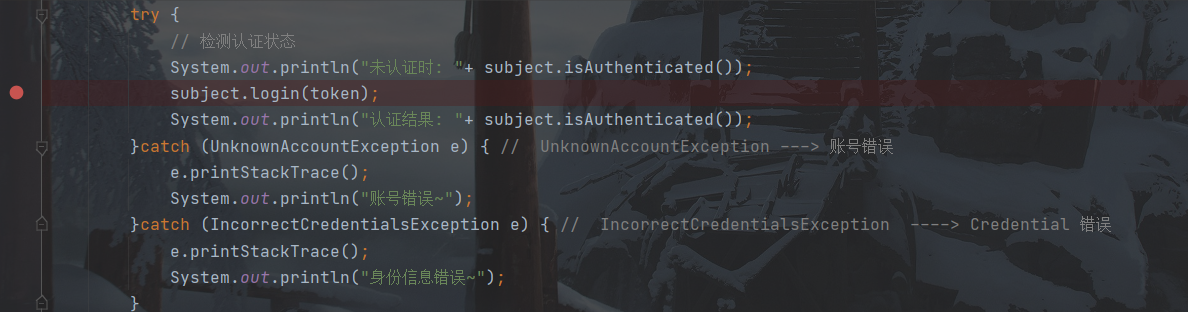 try {
// 检测认证状态
System.out.println("未认证时: "+ subject.isAuthenticated());
subject.login(token);
System.out.println("认证结果: "+ subject.isAuthenticated());
}catch (UnknownAccountException e) { //  UnknownAccountException ---> 账号错误
e.printStackTrace();
System.out.println("账号错误~");
}catch (IncorrectCredentialsException e) { //  IncorrectCredentialsException  ----> Credential 错误
e.printStackTrace();
System.out.println("身份信息错误~");
}